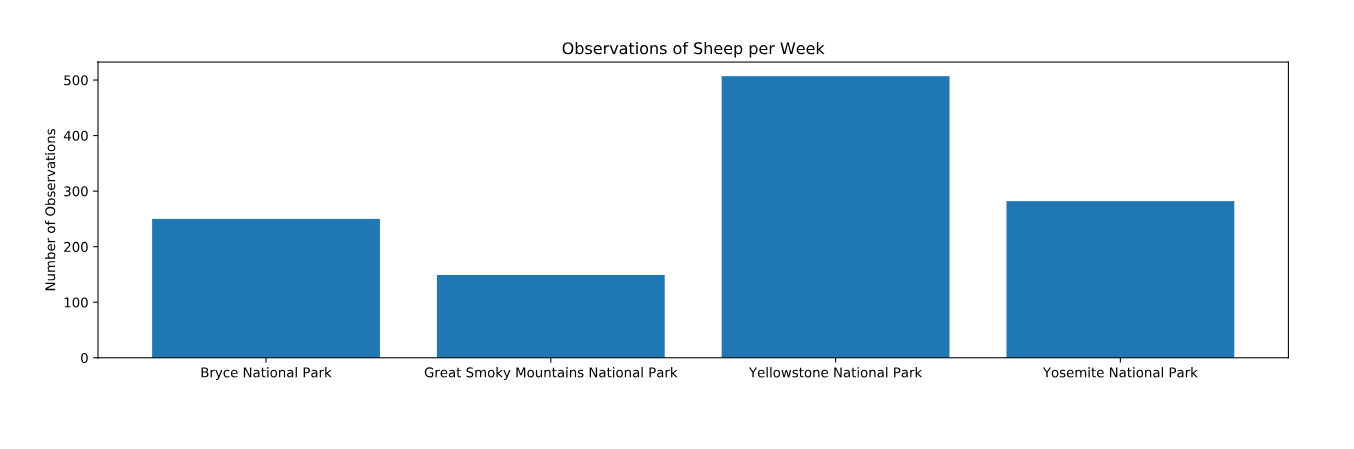 Observations of Sheep per Week
Number of Observations
500
400
300
200
100
0
Bryce National Park
Great Smoky Mountains National Park
Yellowstone National Park
Yosemite National Park